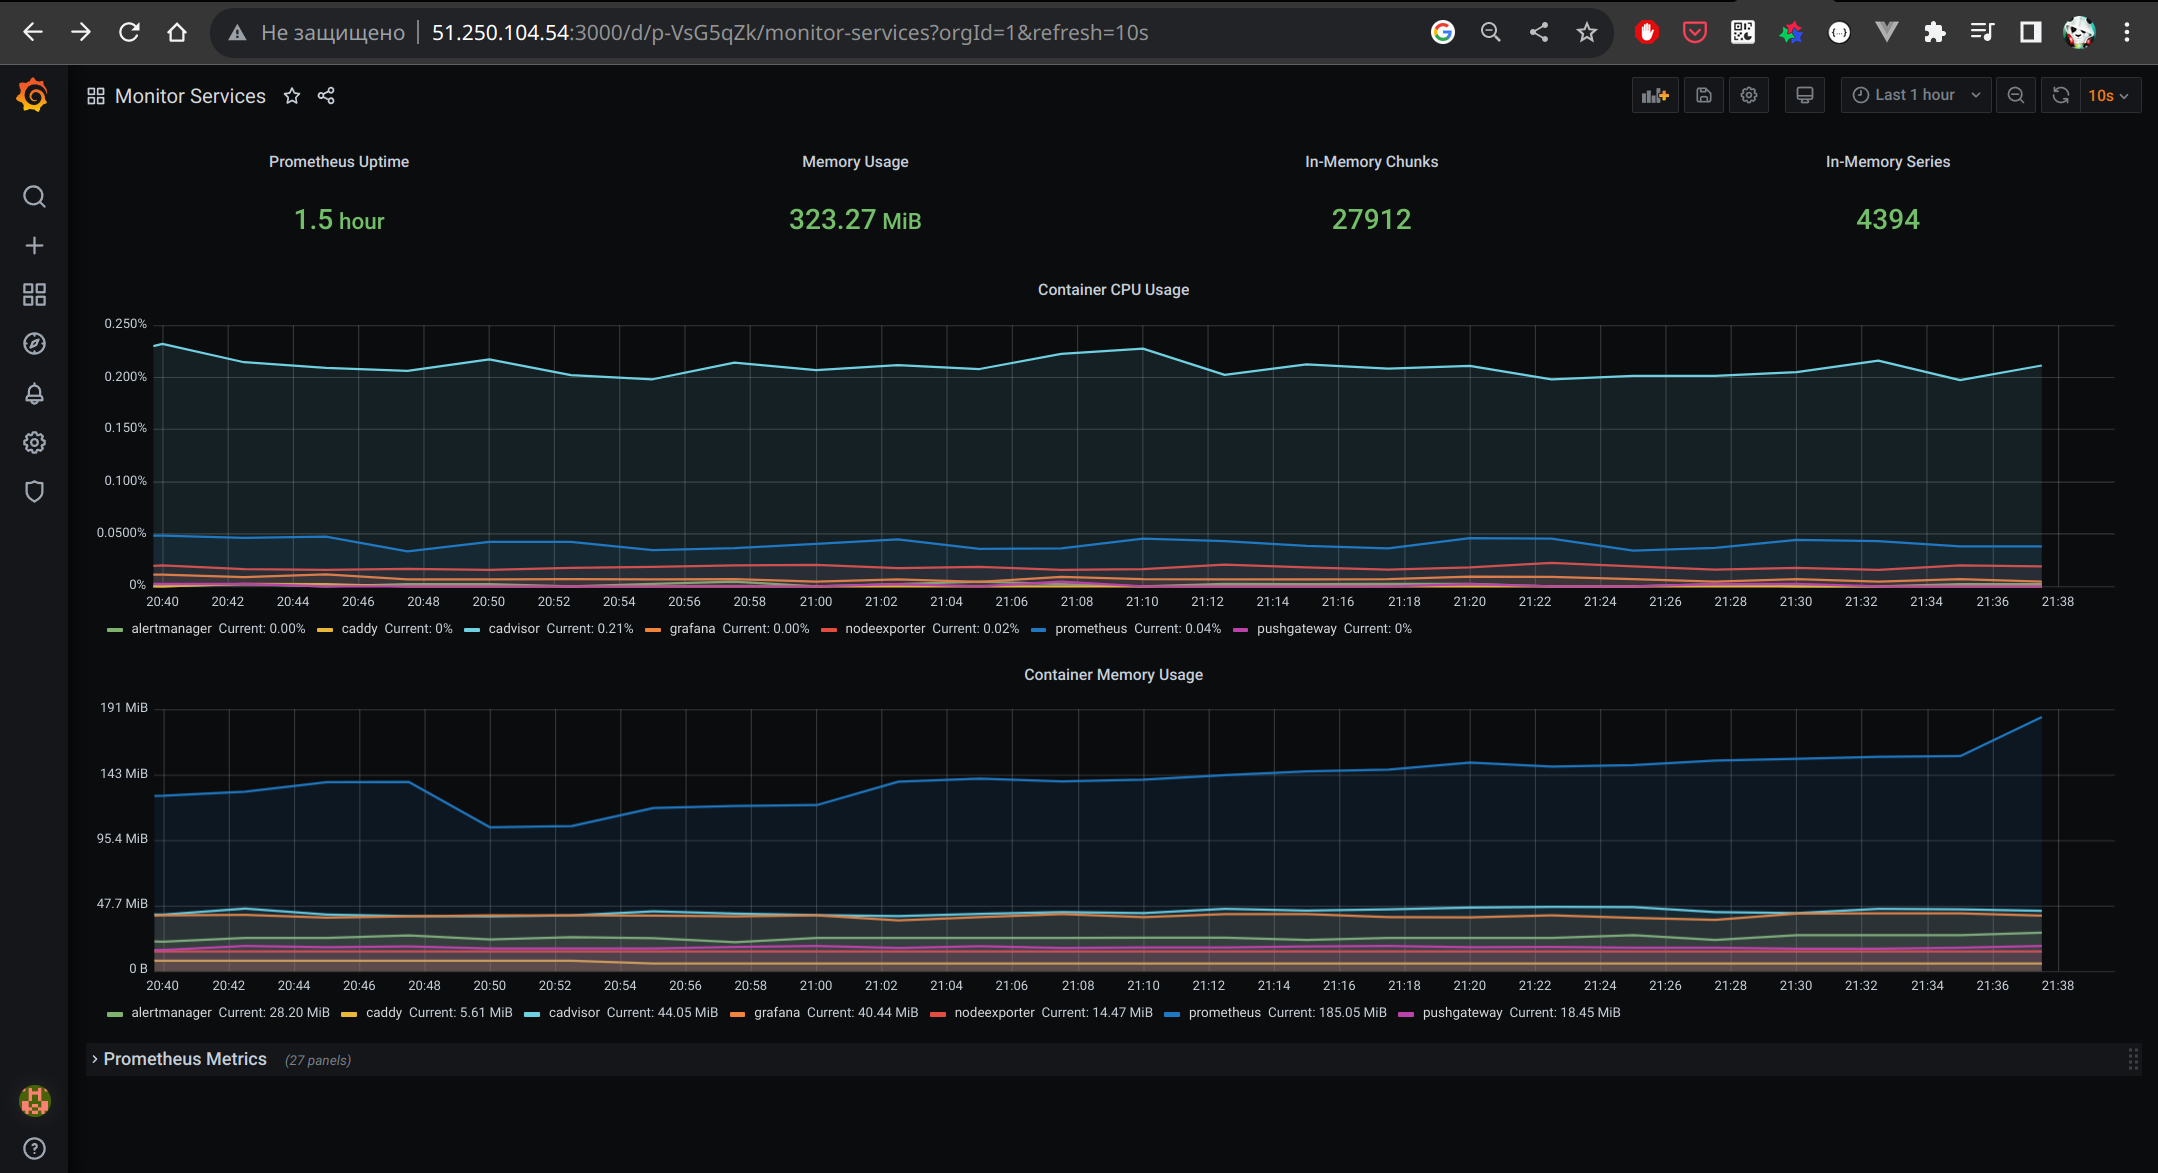 Не защищено 51.250.104.54:3000/d/p-VsG5qZk/monitor-services?orgId=1&refresh=10s
Monitor Services
Last 1 hour 10s
Prometheus Uptime Memory Usage In-Memory Chunks In-Memory Series
1.5 hour 323.27 MiB 27912 4394
Container CPU Usage
0.250%
0.200%
0.150%
0.100%
0.0500%
0%
20:40 20:42 20:44 20:46 20:48 20:50 20:52 20:54 20:56 20:58 21:00 21:02 21:04 21:06 21:08 21:10 21:12 21:14 21:16 21:18 21:20 21:22 21:24 21:26 21:28 21:30 21:32 21:34 21:36 21:38
alertmanager Current: 0.00% caddy Current: 0% cadvisor Current: 0.21% grafana Current: 0.00% nodeexporter Current: 0.02% prometheus Current: 0.04% pushgateway Current: 0%
Container Memory Usage
191 MiB
143 MiB
95.4 MiB
47.7 MiB
0 B
20:40 20:42 20:44 20:46 20:48 20:50 20:52 20:54 20:56 20:58 21:00 21:02 21:04 21:06 21:08 21:10 21:12 21:14 21:16 21:18 21:20 21:22 21:24 21:26 21:28 21:30 21:32 21:34 21:36 21:38
alertmanager Current: 28.20 MiB caddy Current: 5.61 MiB cadvisor Current: 44.05 MiB grafana Current: 40.44 MiB nodeexporter Current: 14.47 MiB prometheus Current: 185.05 MiB pushgateway Current: 18.45 MiB
Prometheus Metrics (27 panels)